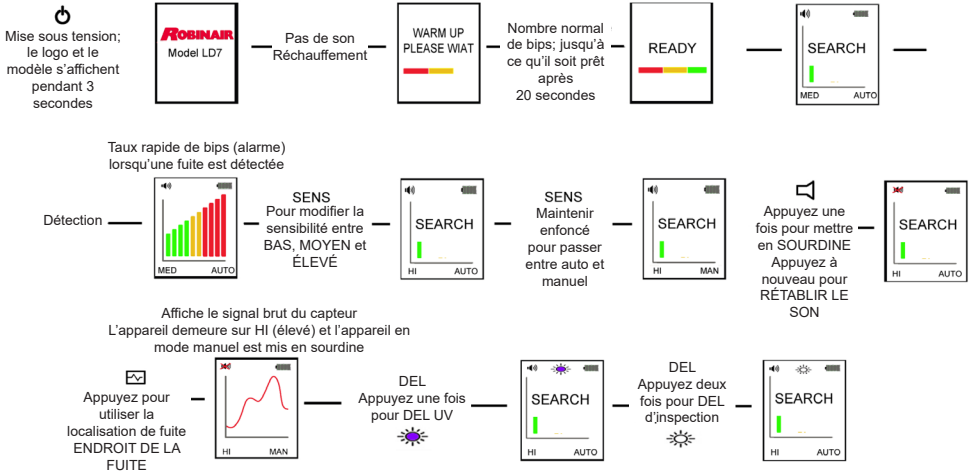 Mise sous tension;
le logo et le
modèle s'affichent
pendant 3
secondes
ROBINAIR
Model LD7
Pas de son
Réchauffement
WARM UP
PLEASE WIAT
Nombre normal
de bips; jusqu'à
ce qu'il soit prêt
après
20 secondes
READY
SEARCH
MED AUTO
Détection
Taux rapide de bips (alarme)
lorsqu'une fuite est détectée
MED AUTO
SENS
Pour modifier la
sensibilité entre
BAS, MOYEN et
ÉLEVÉ
SEARCH
HI AUTO
SENS
Maintenir
enfoncé
pour passer
entre auto et
manuel
SEARCH
HI MAN
Appuyez une
fois pour mettre
en SOURDINE
Appuyez à
nouveau pour
RÉTABLIR LE
SON
SEARCH
HI AUTO
Affiche le signal brut du capteur
L'appareil demeure sur HI (élevé) et l'appareil en
mode manuel est mis en sourdine
Appuyez pour
utiliser la
localisation de fuite
ENDROIT DE LA
FUITE
HI MAN
DEL
Appuyez une fois
pour DEL UV
SEARCH
HI AUTO
DEL
Appuyez deux
fois pour DEL
d'inspection
SEARCH
HI AUTO